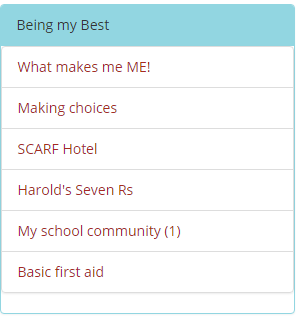 Being my Best
What makes me ME!
Making choices
SCARF Hotel
Harold's Seven Rs
My school community (1)
Basic first aid